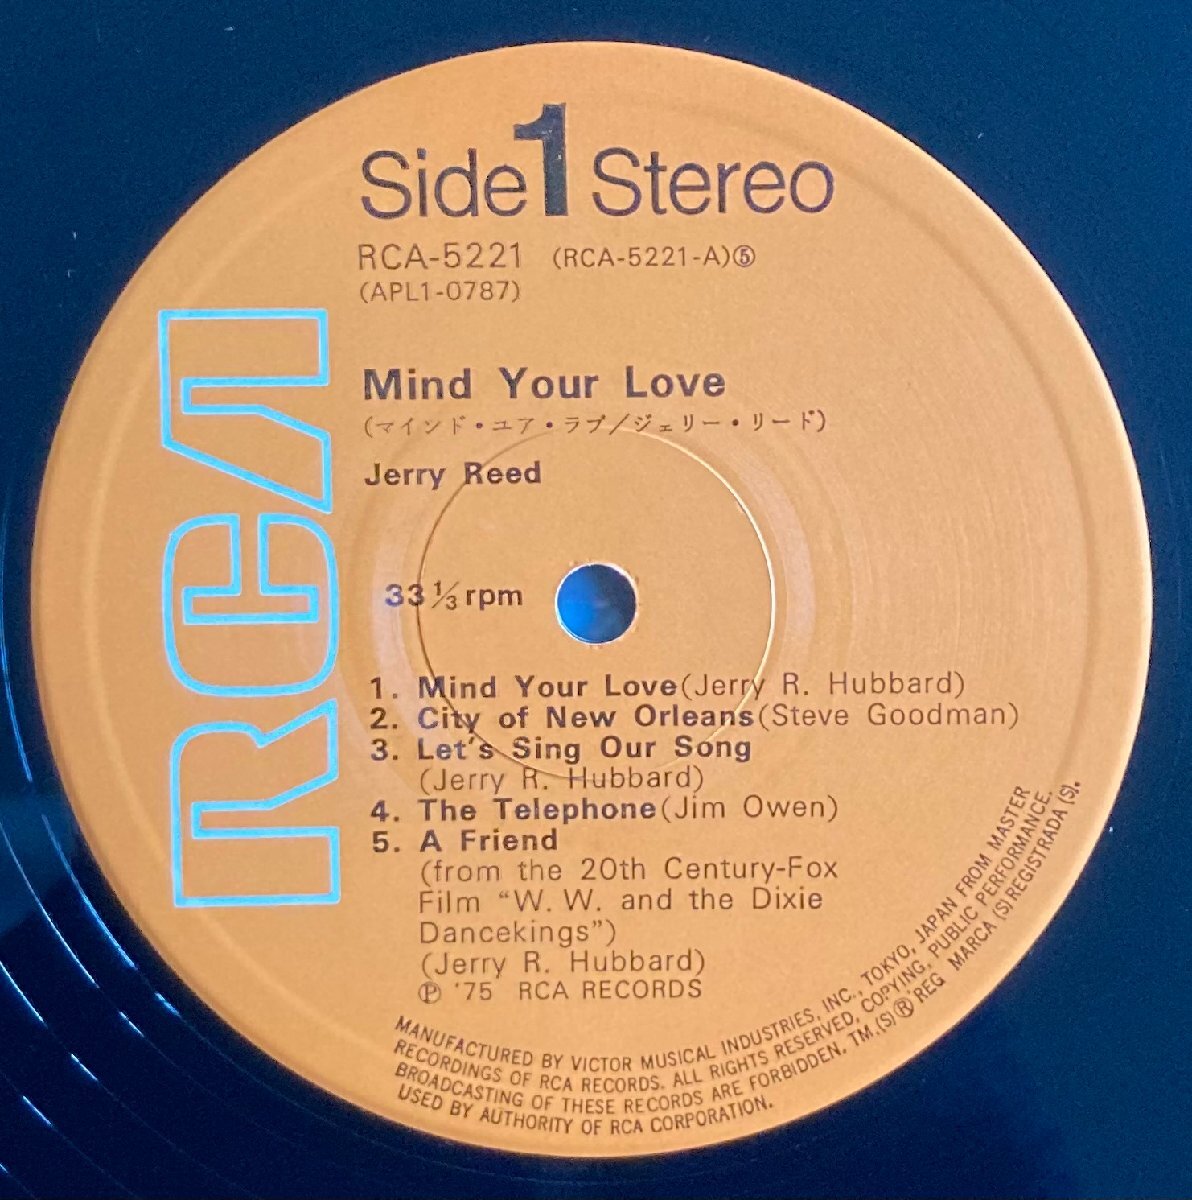 Side 1 Stereo
RCA-5221 (RCA-5221-A)⑤
(APL1-0787)
RCA
Mind Your Love
(マインド・ユア・ラブ/ジェリー・リード)
Jerry Reed
33 ⅓ rpm
1. Mind Your Love(Jerry R. Hubbard)
2. City of New Orleans(Steve Goodman)
3. Let's Sing Our Song
(Jerry R. Hubbard)
4. The Telephone(Jim Owen)
5. A Friend
(from the 20th Century-Fox
Film "W. W. and the Dixie
Dancekings")
(Jerry R. Hubbard)
℗ '75 RCA RECORDS
MANUFACTURED BY VICTOR MUSICAL INDUSTRIES, INC., TOKYO, JAPAN FROM MASTER
RECORDINGS OF RCA RECORDS. ALL RIGHTS RESERVED, COPYING, PUBLIC PERFORMANCE,
BROADCASTING OF THESE RECORDS ARE FORBIDDEN. TM.(S)® REG MARCA (S) REGISTRADA (S).
USED BY AUTHORITY OF RCA CORPORATION.